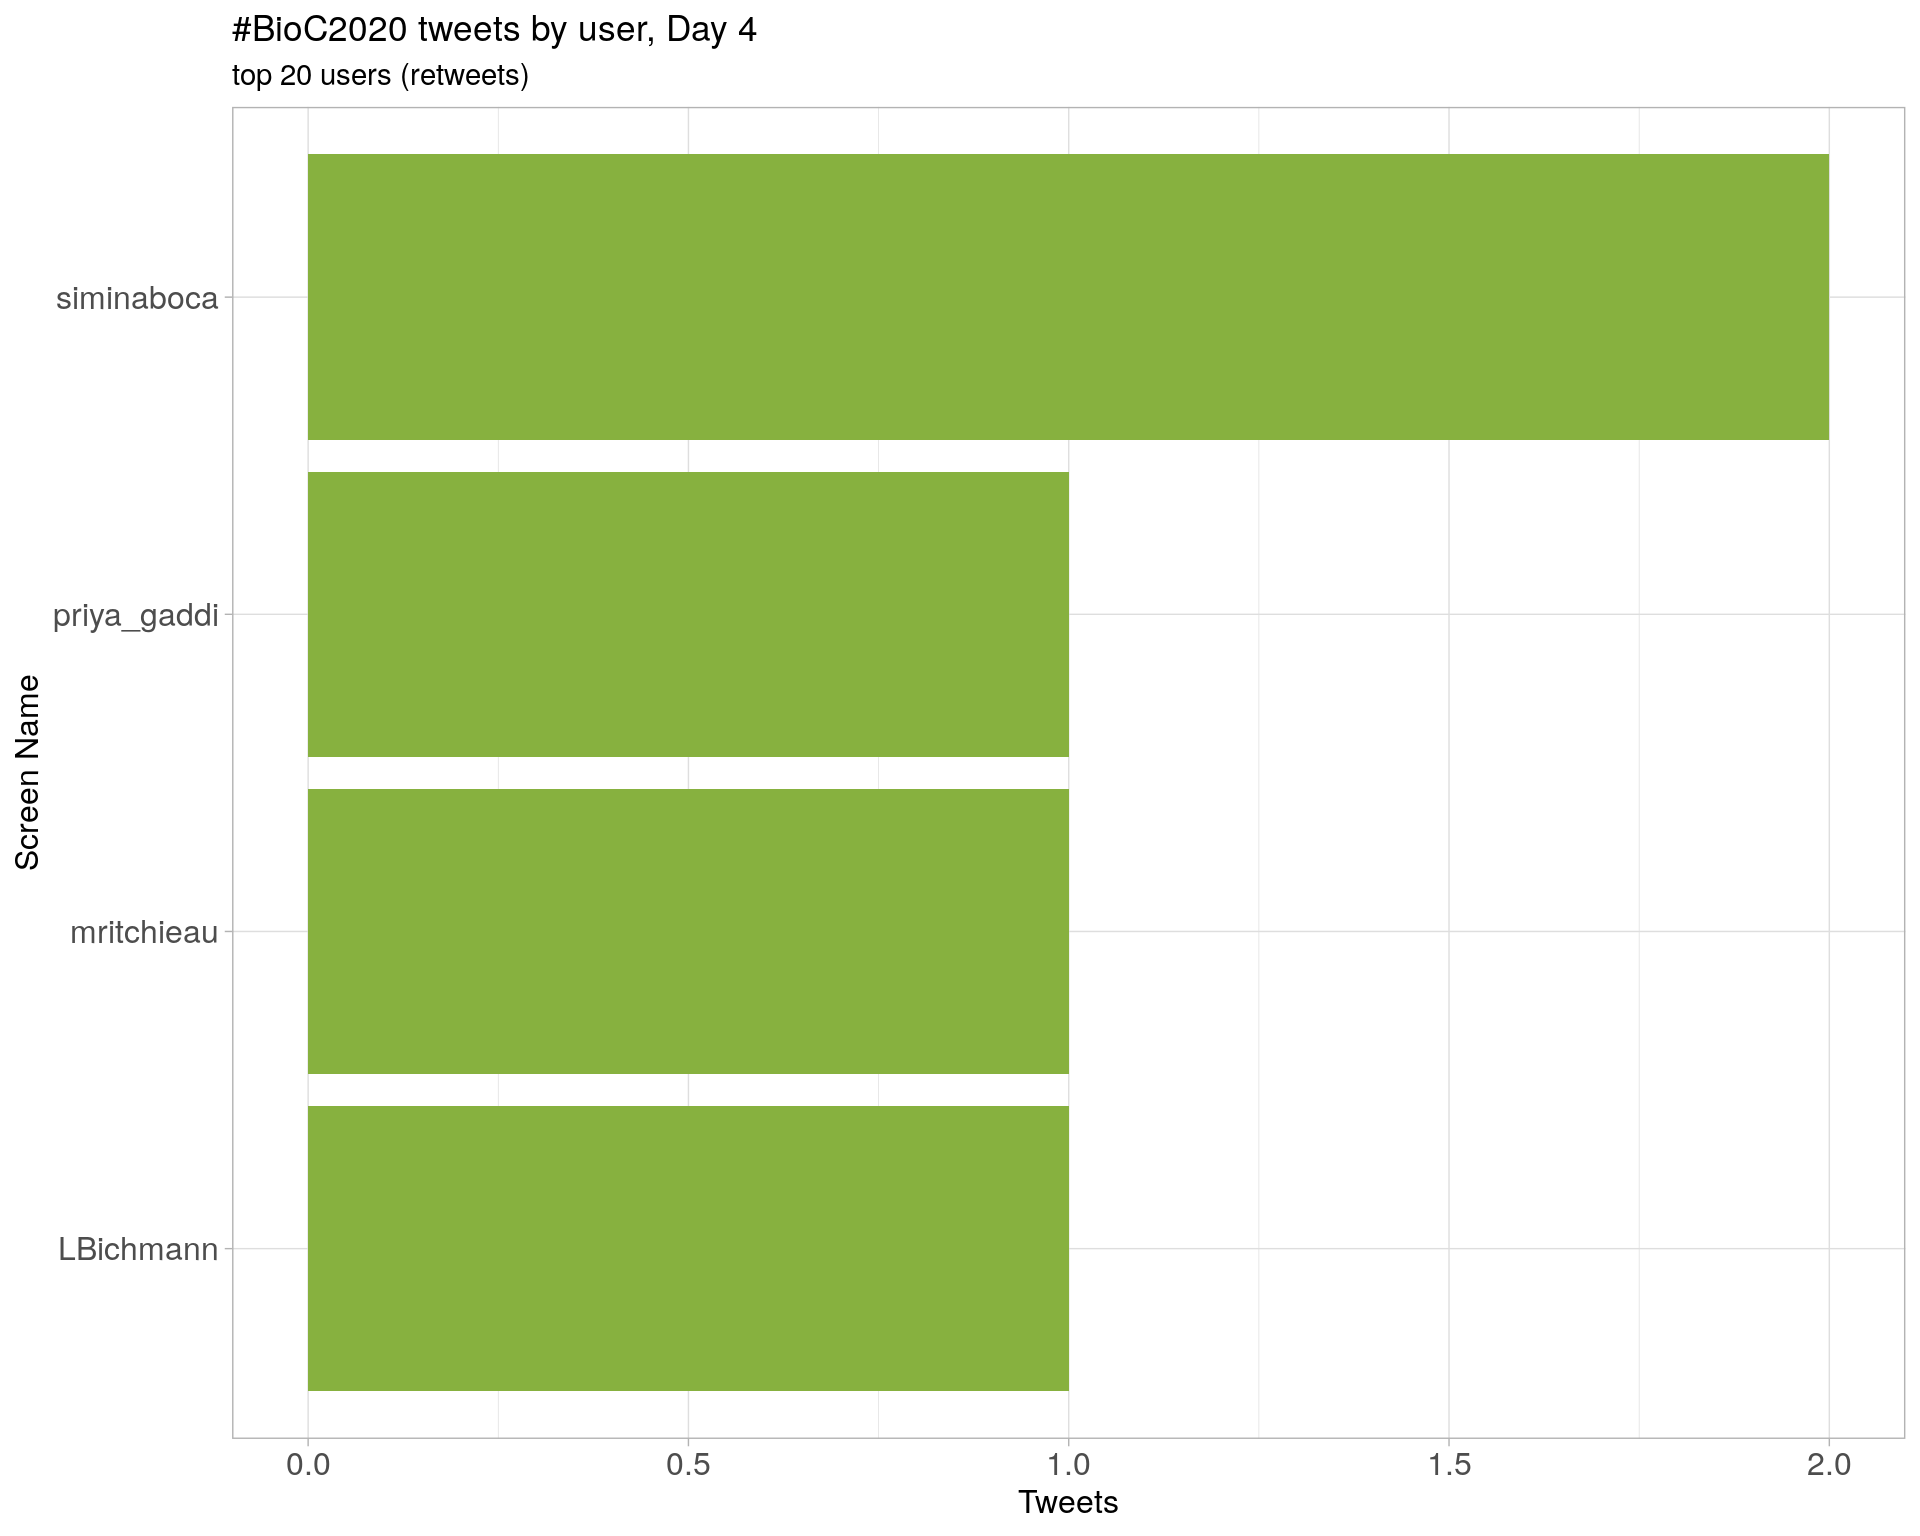 #BioC2020 tweets by user, Day 4
top 20 users (retweets)
siminaboca
priya_gaddi
mritchieau
LBichmann
Screen Name
0.0 0.5 1.0 1.5 2.0
Tweets